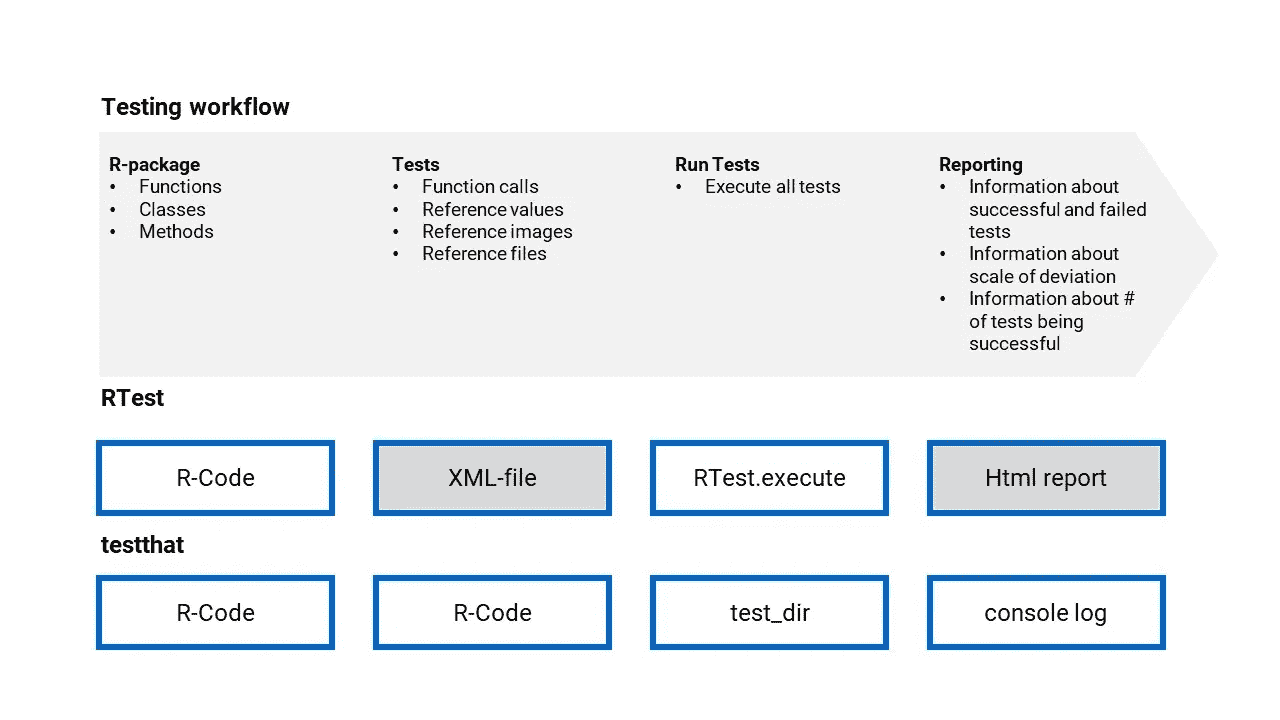 Testing workflow
R-package
• Functions
• Classes
• Methods
Tests
• Function calls
• Reference values
• Reference images
• Reference files
Run Tests
• Execute all tests
Reporting
• Information about
successful and failed
tests
• Information about
scale of deviation
• Information about #
of tests being
successful
RTest
R-Code
XML-file
RTest.execute
Html report
testthat
R-Code
R-Code
test_dir
console log